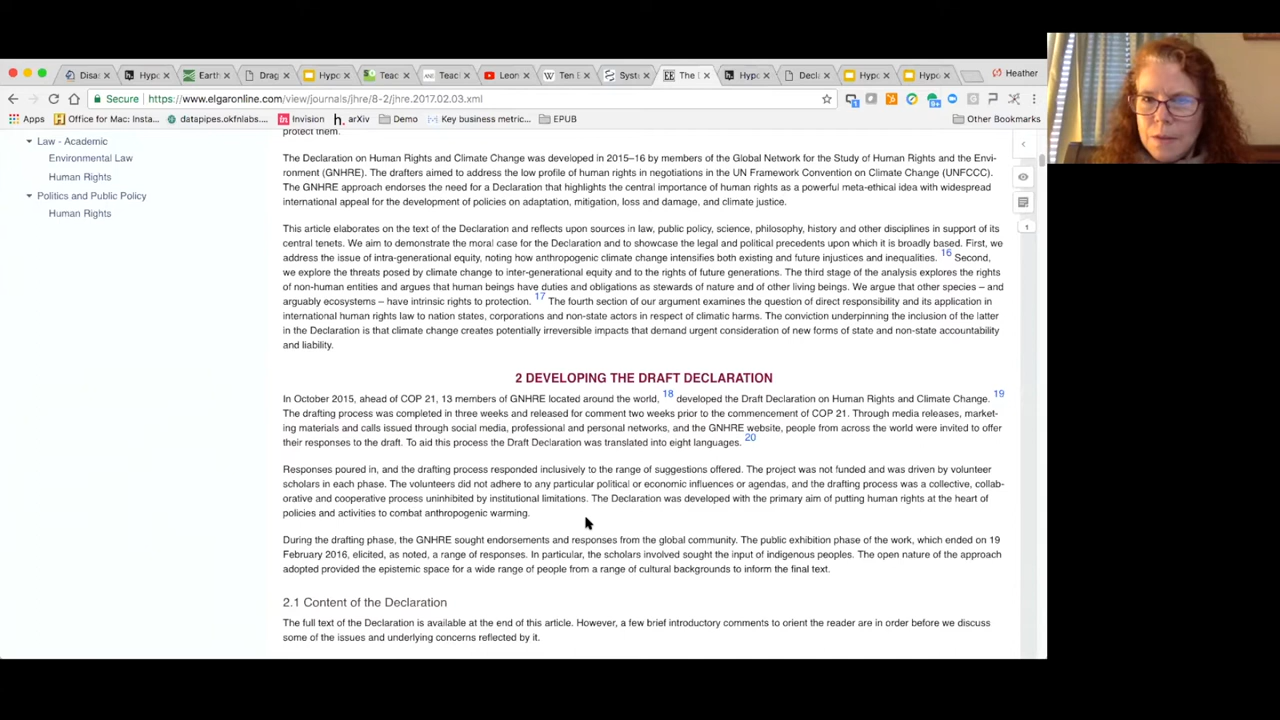 Disa
Hypo
Earth
Drag
Hypo
Teac
Teac
Leon
Ten E
Syste
The D
Hypo
Decla
Hypo
Hypo
Heather
Secure
https://www.elgaronline.com/view/journals/jhre/8-2/jhre.2017.02.03.xml
Apps
Office for Mac: Insta...
datapipes.okfnlabs.
Invision
arXiv
Demo
Key business metric...
EPUB
Other Bookmarks
Law - Academic
Environmental Law
Human Rights
Politics and Public Policy
Human Rights
protect them.
The Declaration on Human Rights and Climate Change was developed in 2015–16 by members of the Global Network for the Study of Human Rights and the Envi-
ronment (GNHRE). The drafters aimed to address the low profile of human rights in negotiations in the UN Framework Convention on Climate Change (UNFCCC).
The GNHRE approach endorses the need for a Declaration that highlights the central importance of human rights as a powerful meta-ethical idea with widespread
international appeal for the development of policies on adaptation, mitigation, loss and damage, and climate justice.
This article elaborates on the text of the Declaration and reflects upon sources in law, public policy, science, philosophy, history and other disciplines in support of its
central tenets. We aim to demonstrate the moral case for the Declaration and to showcase the legal and political precedents upon which it is broadly based. First, we
address the issue of intra-generational equity, noting how anthropogenic climate change intensifies both existing and future injustices and inequalities. 16 Second,
we explore the threats posed by climate change to inter-generational equity and to the rights of future generations. The third stage of the analysis explores the rights
of non-human entities and argues that human beings have duties and obligations as stewards of nature and of other living beings. We argue that other species – and
arguably ecosystems – have intrinsic rights to protection. 17 The fourth section of our argument examines the question of direct responsibility and its application in
international human rights law to nation states, corporations and non-state actors in respect of climatic harms. The conviction underpinning the inclusion of the latter
in the Declaration is that climate change creates potentially irreversible impacts that demand urgent consideration of new forms of state and non-state accountability
and liability.
2 DEVELOPING THE DRAFT DECLARATION
In October 2015, ahead of COP 21, 13 members of GNHRE located around the world, 18 developed the Draft Declaration on Human Rights and Climate Change. 19
The drafting process was completed in three weeks and released for comment two weeks prior to the commencement of COP 21. Through media releases, market-
ing materials and calls issued through social media, professional and personal networks, and the GNHRE website, people from across the world were invited to offer
their responses to the draft. To aid this process the Draft Declaration was translated into eight languages. 20
Responses poured in, and the drafting process responded inclusively to the range of suggestions offered. The project was not funded and was driven by volunteer
scholars in each phase. The volunteers did not adhere to any particular political or economic influences or agendas, and the drafting process was a collective, collab-
orative and cooperative process uninhibited by institutional limitations. The Declaration was developed with the primary aim of putting human rights at the heart of
policies and activities to combat anthropogenic warming.
During the drafting phase, the GNHRE sought endorsements and responses from the global community. The public exhibition phase of the work, which ended on 19
February 2016, elicited, as noted, a range of responses. In particular, the scholars involved sought the input of indigenous peoples. The open nature of the approach
adopted provided the epistemic space for a wide range of people from a range of cultural backgrounds to inform the final text.
2.1 Content of the Declaration
The full text of the Declaration is available at the end of this article. However, a few brief introductory comments to orient the reader are in order before we discuss
some of the issues and underlying concerns reflected by it.
1